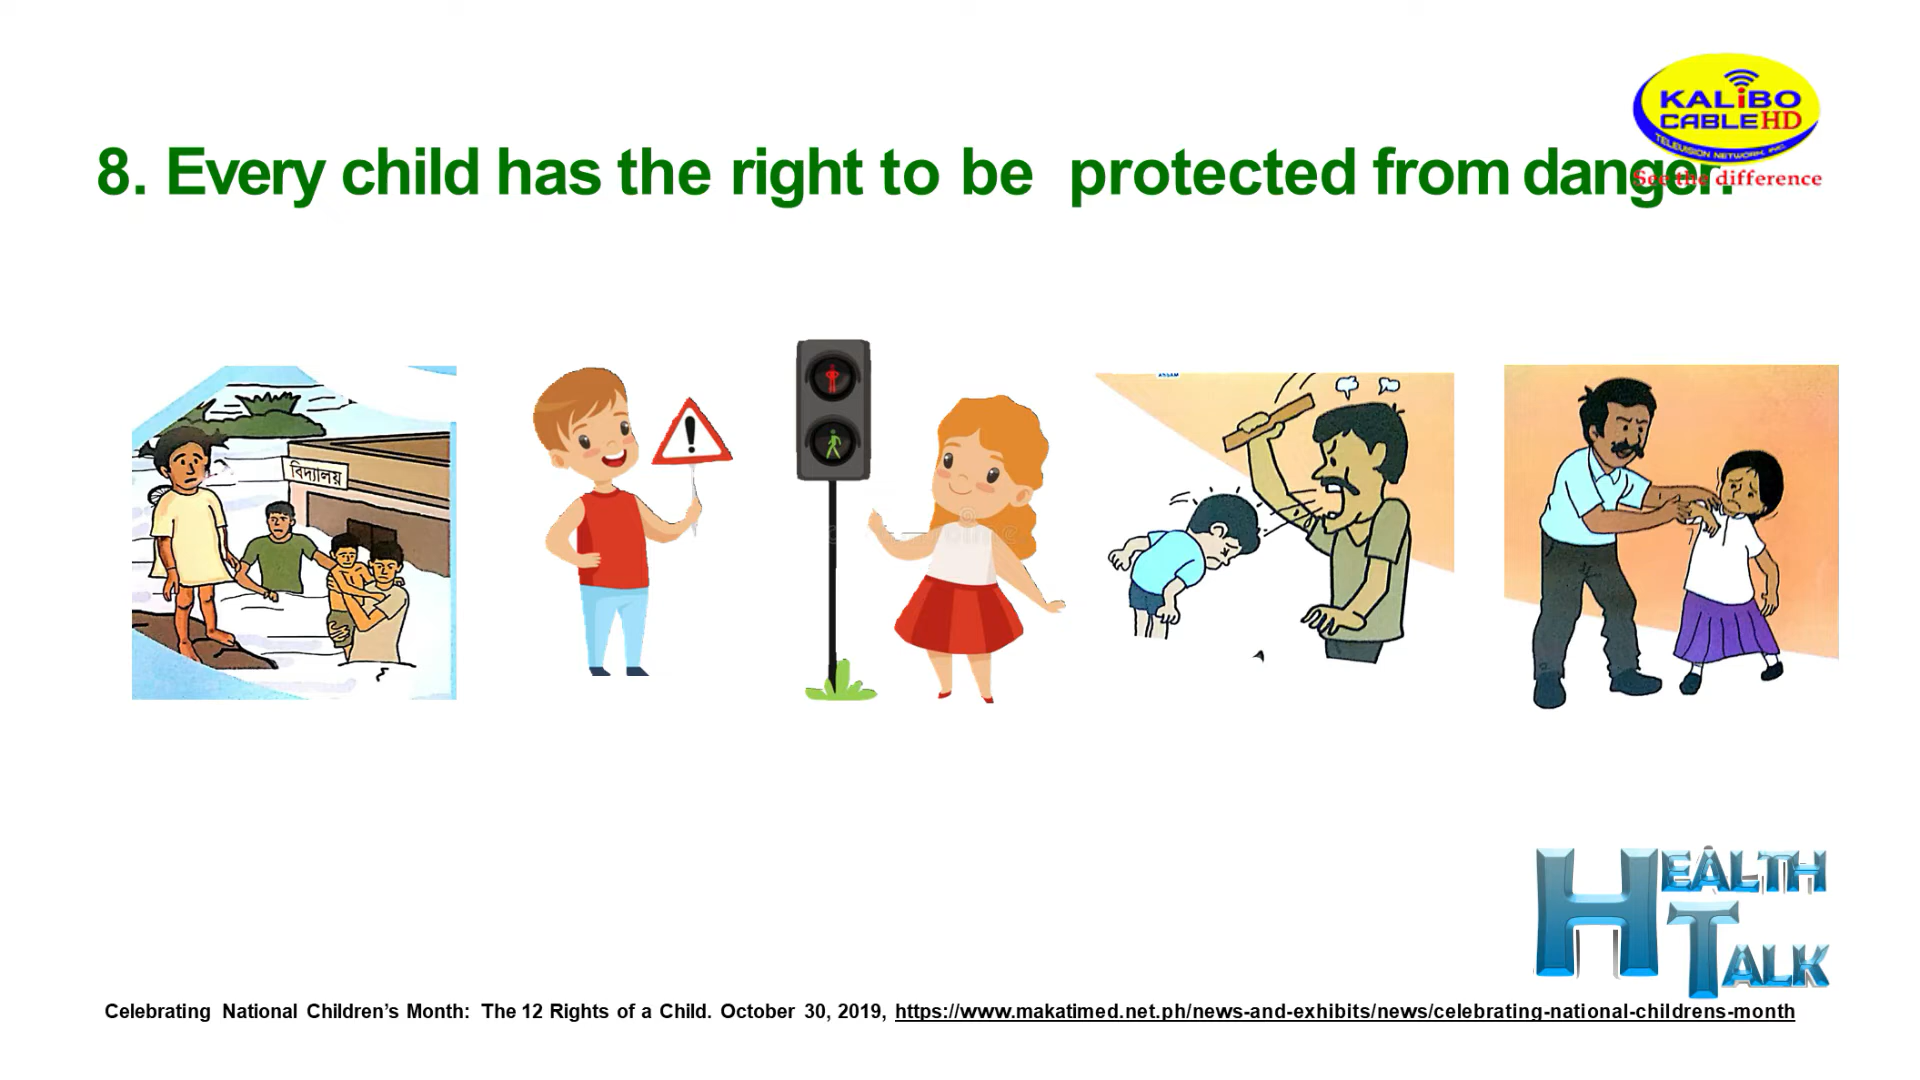 KALiBO
CABLEHD
TELEVISION NETWORK, INC.
See the difference
8. Every child has the right to be protected from danger.
ASSAM
বিদ্যালয়
HEALTH
TALK
Celebrating National Children’s Month: The 12 Rights of a Child. October 30, 2019, https://www.makatimed.net.ph/news-and-exhibits/news/celebrating-national-childrens-month